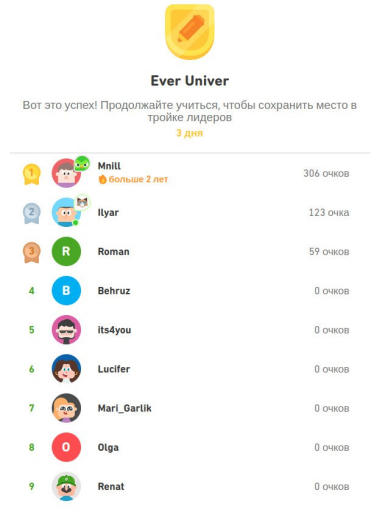 Ever Univer
Вот это успех! Продолжайте учиться, чтобы сохранить место в
тройке лидеров
3 дня
1 Mnill 306 очков
больше 2 лет
2 Ilyar 123 очка
3 R Roman 59 очков
4 B Behruz 0 очков
5 its4you 0 очков
6 Lucifer 0 очков
7 Mari_Garlik 0 очков
8 O Olga 0 очков
9 Renat 0 очков